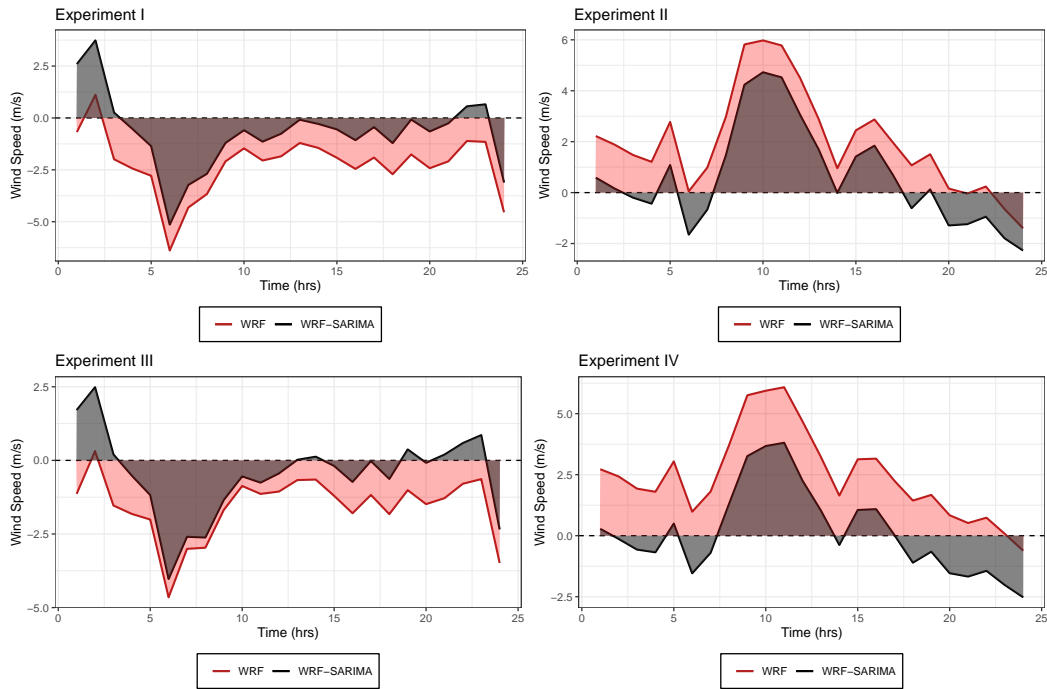 Experiment I
Wind Speed (m/s)
2.5
0.0
−2.5
−5.0
0 5 10 15 20 25
Time (hrs)
WRF WRF−SARIMA
Experiment II
Wind Speed (m/s)
6
4
2
0
−2
0 5 10 15 20 25
Time (hrs)
WRF WRF−SARIMA
Experiment III
Wind Speed (m/s)
2.5
0.0
−2.5
−5.0
0 5 10 15 20 25
Time (hrs)
WRF WRF−SARIMA
Experiment IV
Wind Speed (m/s)
5.0
2.5
0.0
−2.5
0 5 10 15 20 25
Time (hrs)
WRF WRF−SARIMA